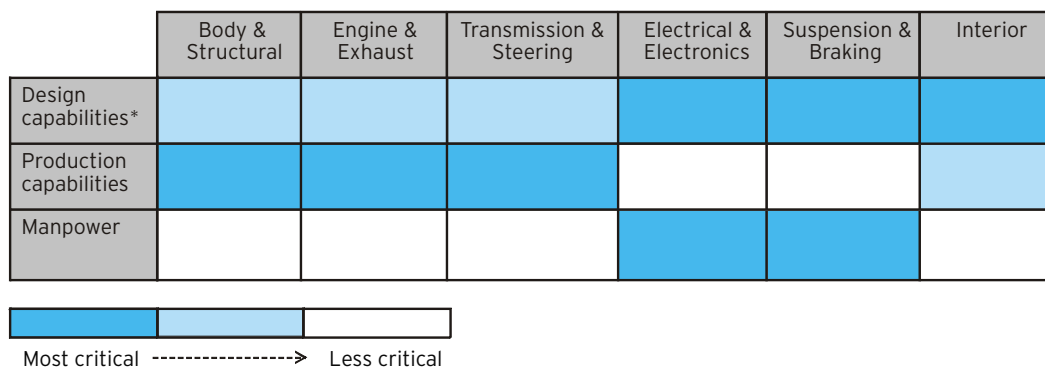 Body &
Structural
Engine &
Exhaust
Transmission &
Steering
Electrical &
Electronics
Suspension &
Braking
Interior
Design
capabilities*
Production
capabilities
Manpower
Most critical
Less critical